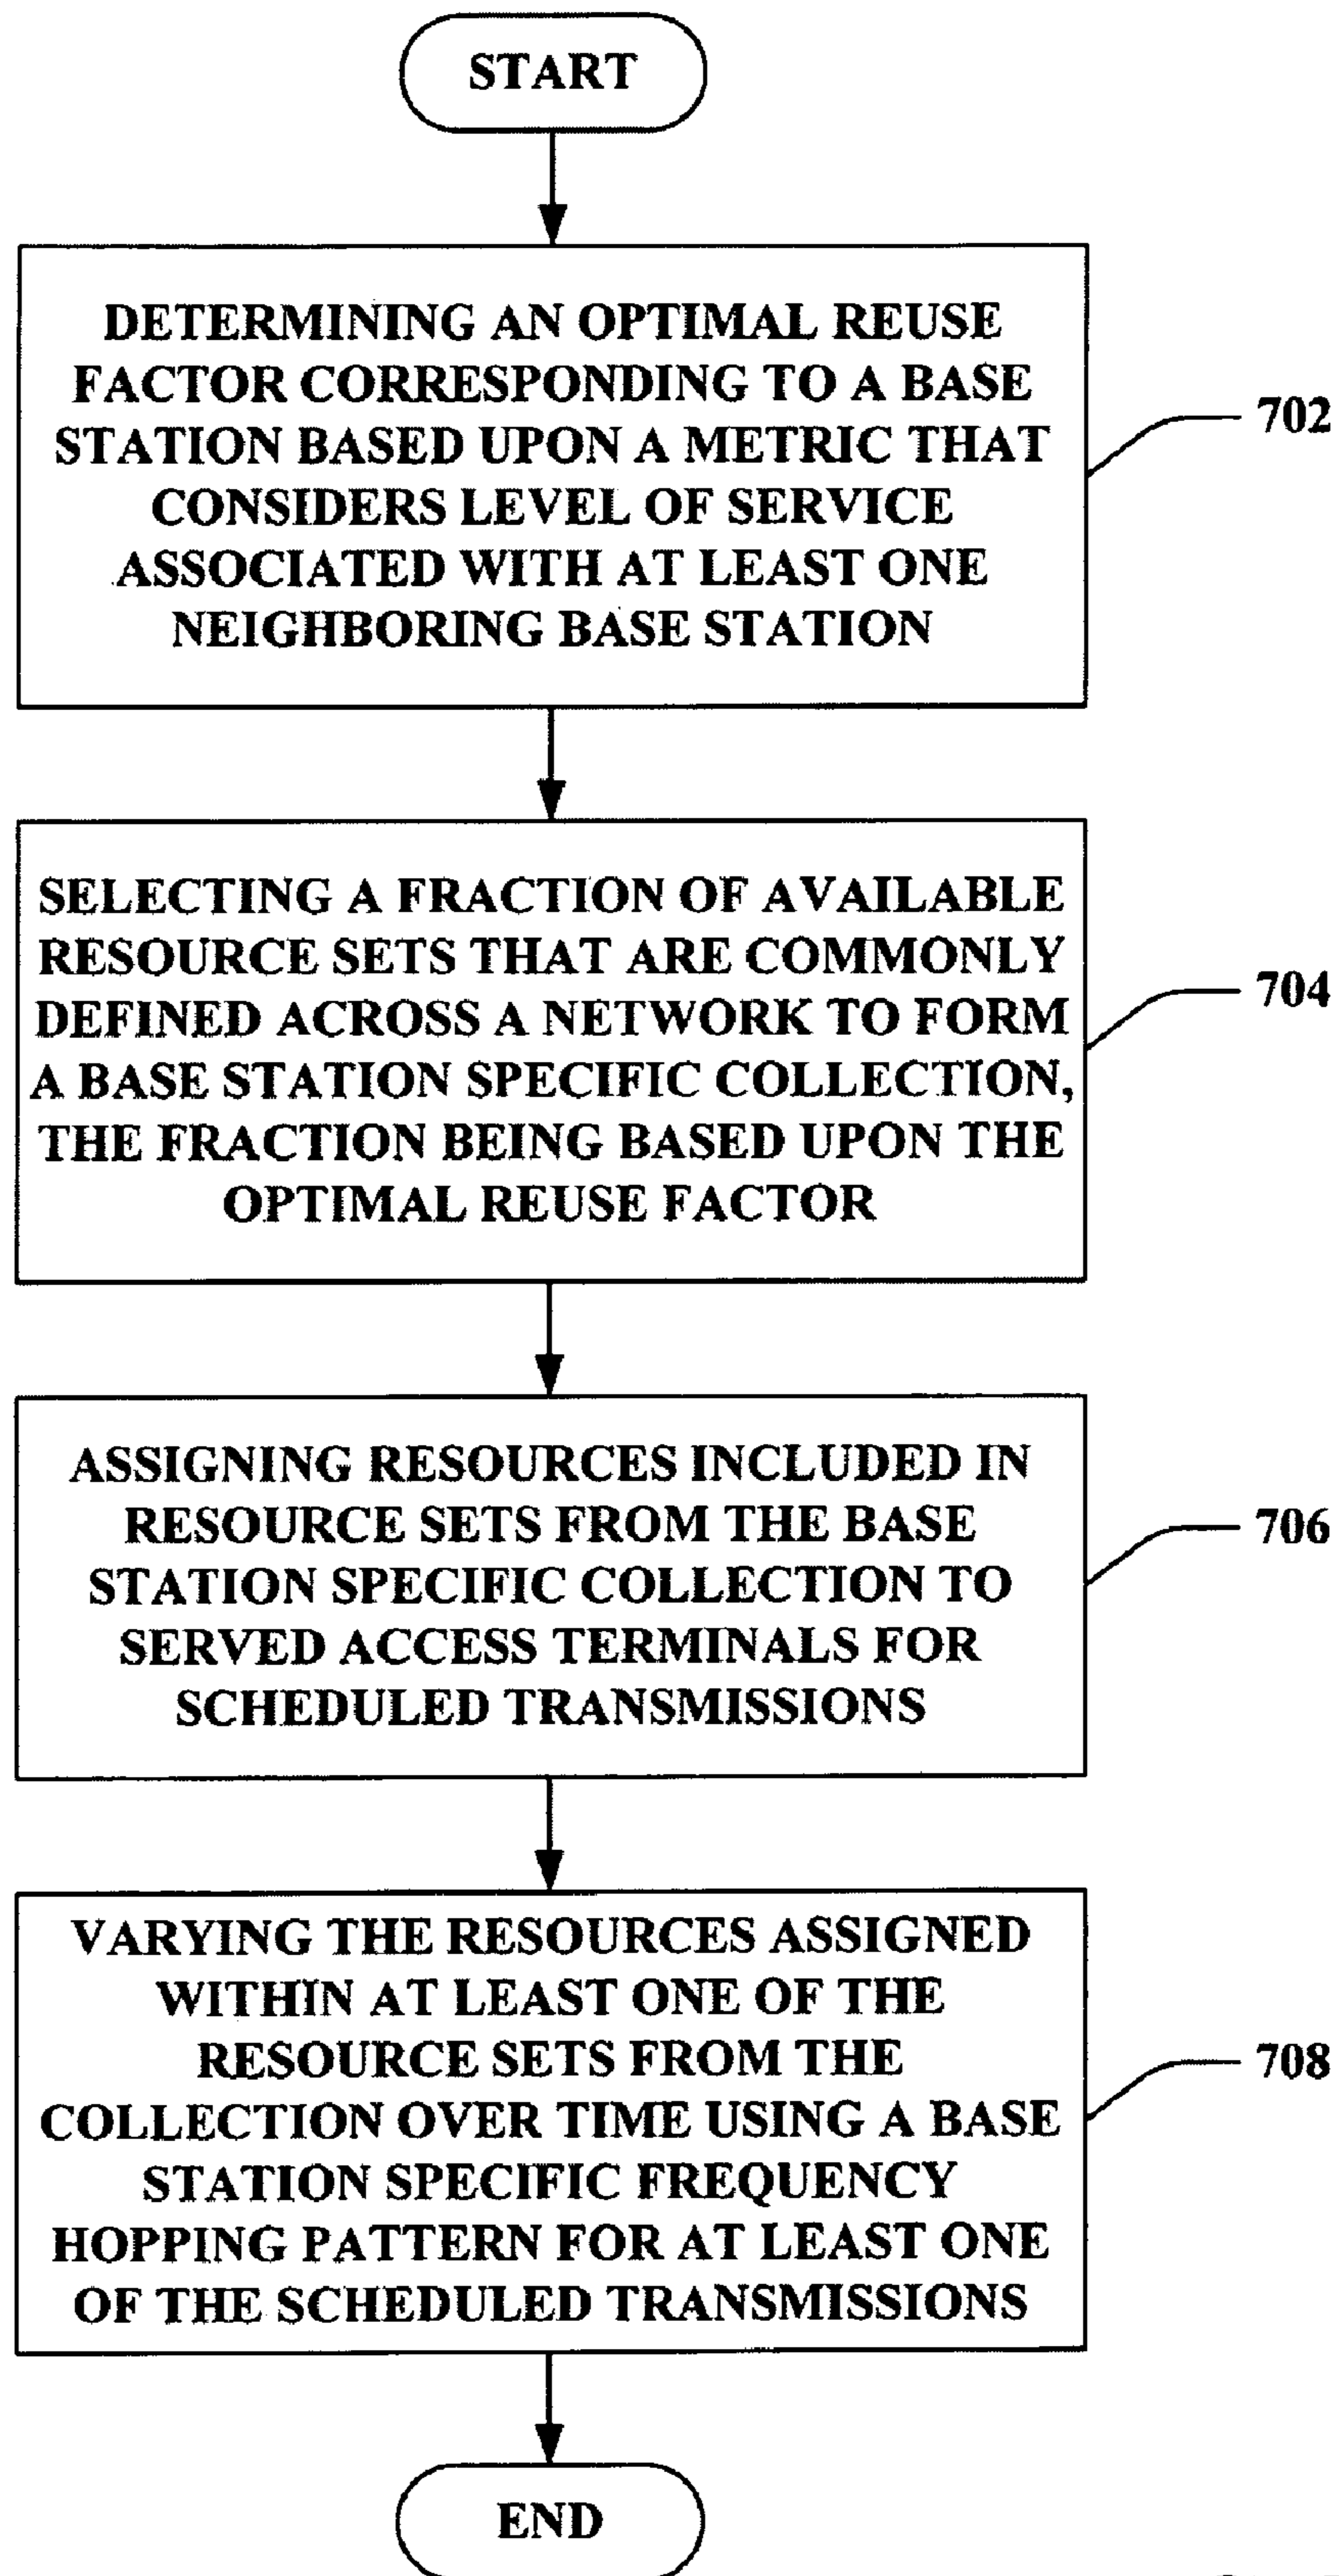 START
DETERMINING AN OPTIMAL REUSE
FACTOR CORRESPONDING TO A BASE
STATION BASED UPON A METRIC THAT
CONSIDERS LEVEL OF SERVICE
ASSOCIATED WITH AT LEAST ONE
NEIGHBORING BASE STATION
702
SELECTING A FRACTION OF AVAILABLE
RESOURCE SETS THAT ARE COMMONLY
DEFINED ACROSS A NETWORK TO FORM
A BASE STATION SPECIFIC COLLECTION,
THE FRACTION BEING BASED UPON THE
OPTIMAL REUSE FACTOR
704
ASSIGNING RESOURCES INCLUDED IN
RESOURCE SETS FROM THE BASE
STATION SPECIFIC COLLECTION TO
SERVED ACCESS TERMINALS FOR
SCHEDULED TRANSMISSIONS
706
VARYING THE RESOURCES ASSIGNED
WITHIN AT LEAST ONE OF THE
RESOURCE SETS FROM THE
COLLECTION OVER TIME USING A BASE
STATION SPECIFIC FREQUENCY
HOPPING PATTERN FOR AT LEAST ONE
OF THE SCHEDULED TRANSMISSIONS
708
END